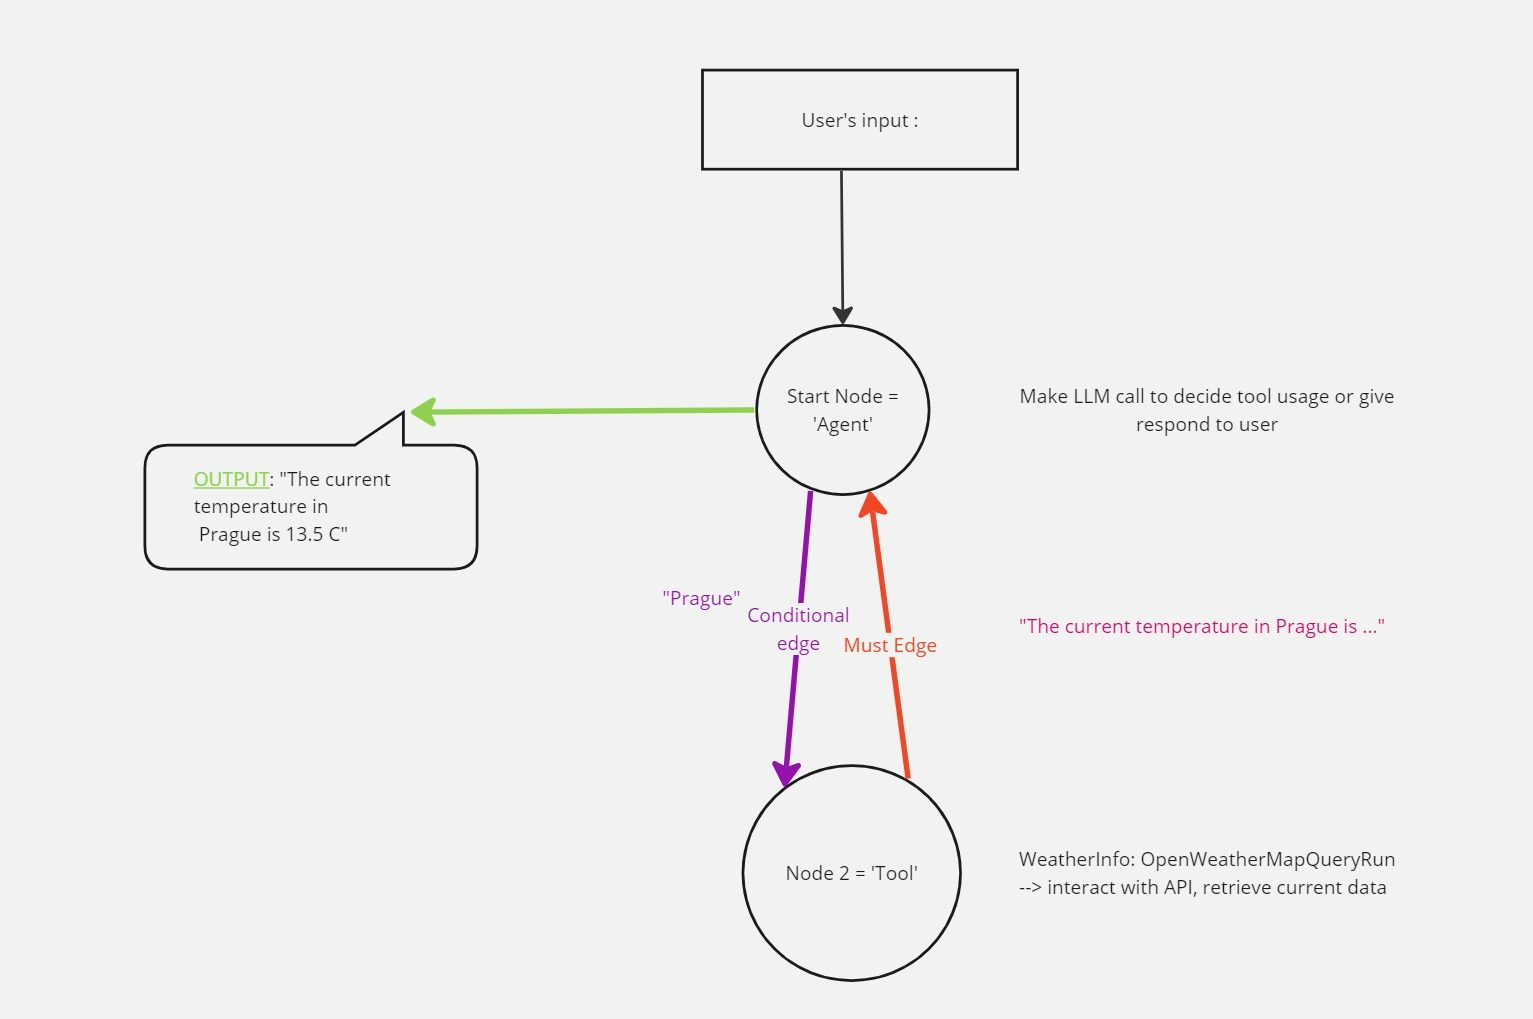 User's input :
Start Node =
'Agent'
Make LLM call to decide tool usage or give
respond to user
OUTPUT: "The current
temperature in
Prague is 13.5 C"
"Prague"
Conditional
edge
Must Edge
"The current temperature in Prague is ..."
Node 2 = 'Tool'
WeatherInfo: OpenWeatherMapQueryRun
--> interact with API, retrieve current data